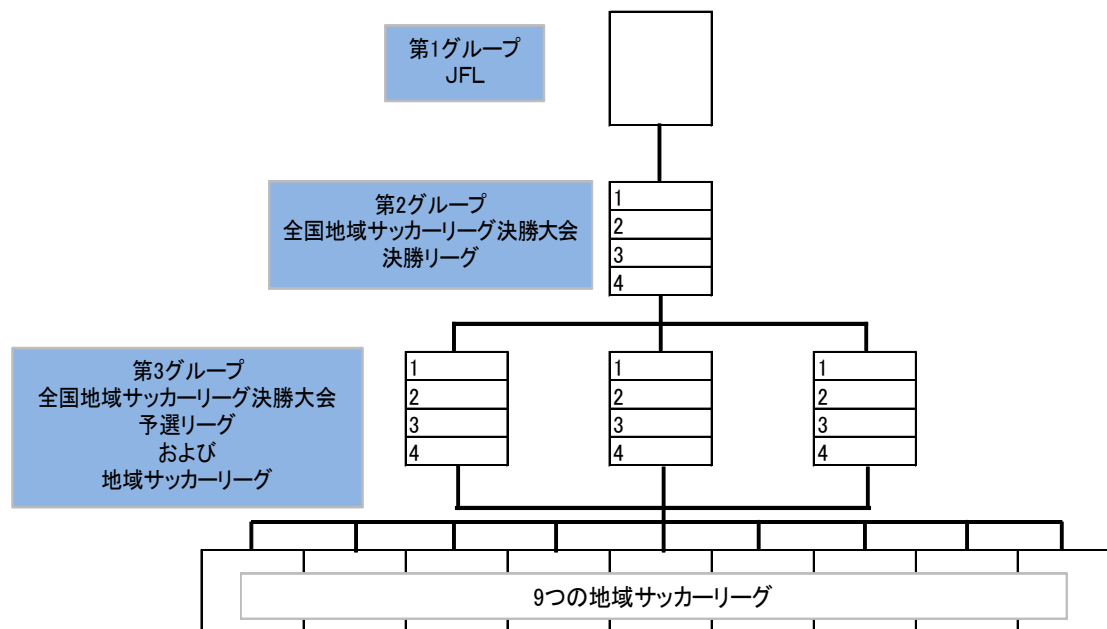 第1グループ
JFL
第2グループ
全国地域サッカーリーグ決勝大会
決勝リーグ
1
2
3
4
第3グループ
全国地域サッカーリーグ決勝大会
予選リーグ
および
地域サッカーリーグ
1
2
3
4
1
2
3
4
1
2
3
4
9つの地域サッカーリーグ